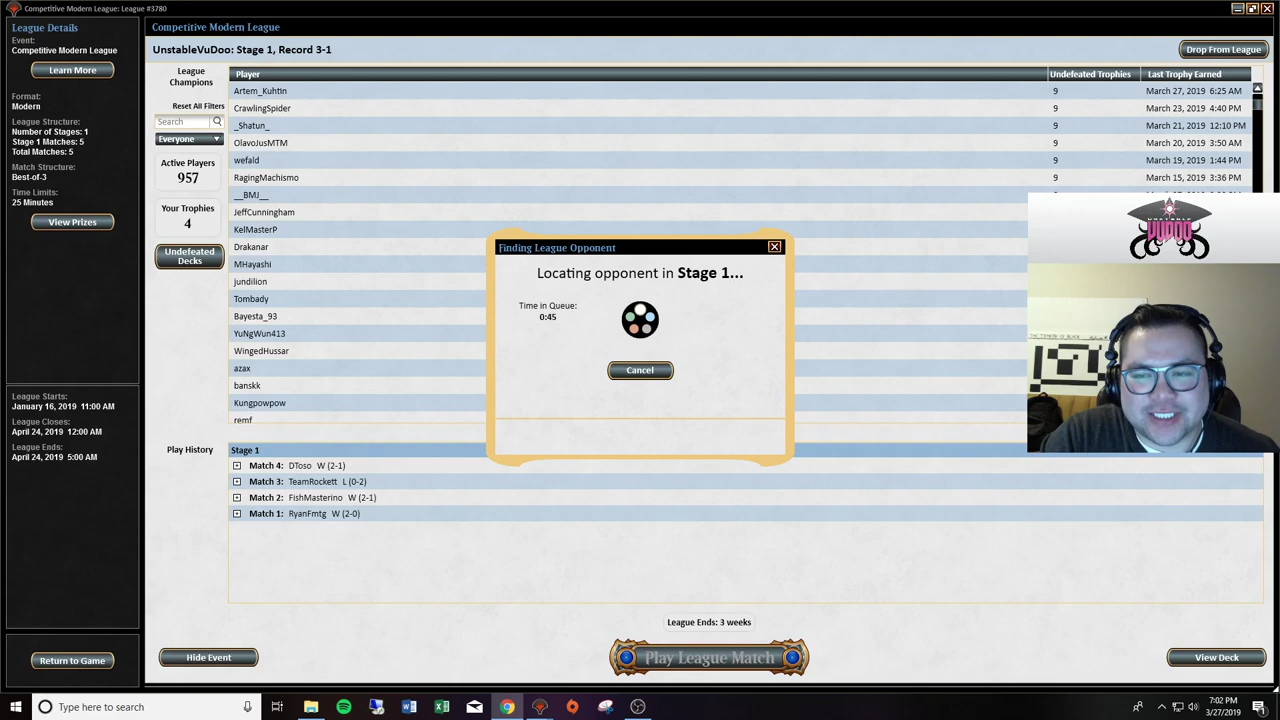 Competitive Modern League: League #3780
League Details
Event:
Competitive Modern League
Learn More
Format:
Modern
League Structure:
Number of Stages: 1
Stage 1 Matches: 5
Total Matches: 5
Match Structure:
Best-of-3
Time Limits:
25 Minutes
View Prizes
League Starts:
January 16, 2019 11:00 AM
League Closes:
April 24, 2019 12:00 AM
League Ends:
April 24, 2019 5:00 AM
Return to Game
Competitive Modern League
UnstableVuDoo: Stage 1, Record 3-1
Drop From League
League
Champions
Reset All Filters
Search
Everyone
Active Players
957
Your Trophies
4
Undefeated
Decks
Player Undefeated Trophies Last Trophy Earned
Artem_Kuhtin 9 March 27, 2019 6:25 AM
CrawlingSpider 9 March 23, 2019 4:40 PM
_Shatun_ 9 March 21, 2019 12:10 PM
OlavoJusMTM 9 March 20, 2019 3:50 AM
wefald 9 March 19, 2019 1:44 PM
RagingMachismo 9 March 15, 2019 3:36 PM
__BMJ__
JeffCunningham
KelMasterP
Drakanar
MHayashi
jundilion
Tombady
Bayesta_93
YuNgWun413
WingedHussar
azax
banskk
Kungpowpow
remf
UNSTABLE
VUDOO
Finding League Opponent
Locating opponent in Stage 1...
Time in Queue:
0:45
Cancel
Play History
Stage 1
Match 4: DToso W (2-1)
Match 3: TeamRockett L (0-2)
Match 2: FishMasterino W (2-1)
Match 1: RyanFmtg W (2-0)
League Ends: 3 weeks
Hide Event
Play League Match
View Deck
Type here to search
7:02 PM
3/27/2019